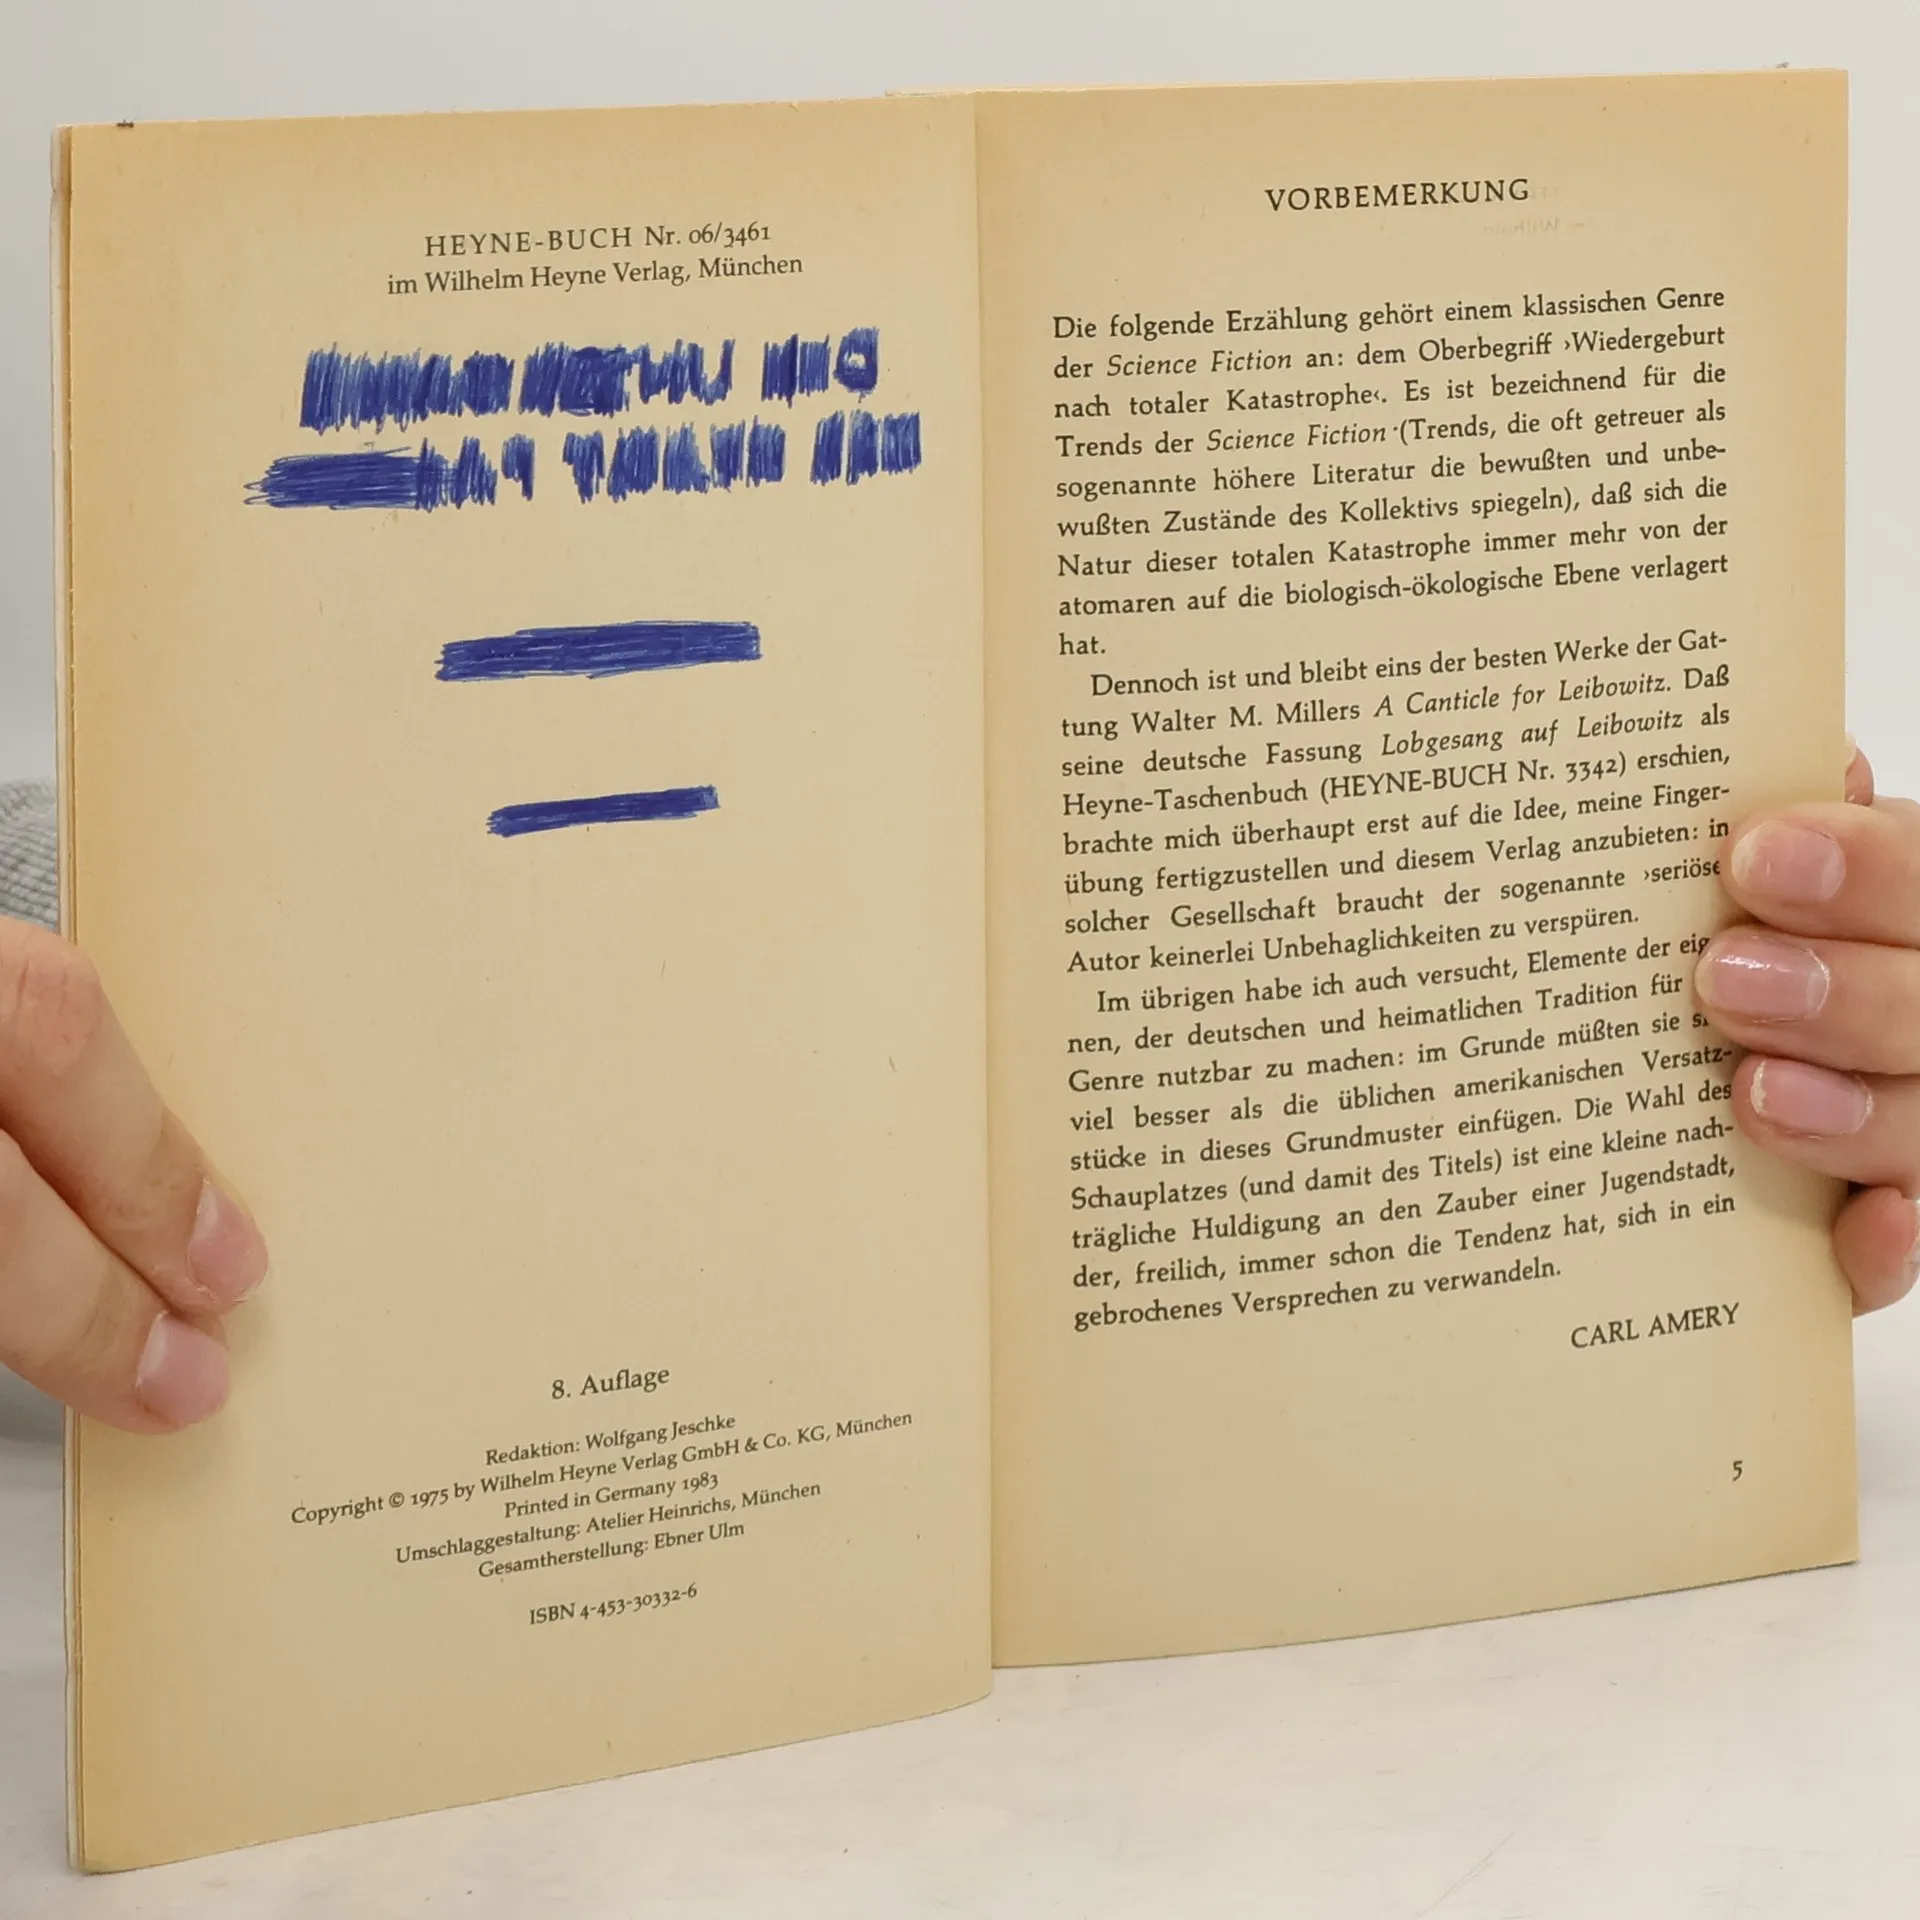 HEYNE-BUCH Nr. 06/3461
im Wilhelm Heyne Verlag, München
8. Auflage
Redaktion: Wolfgang Jeschke
Copyright © 1975 by Wilhelm Heyne Verlag GmbH & Co. KG, München
Printed in Germany 1983
Umschlaggestaltung: Atelier Heinrichs, München
Gesamtherstellung: Ebner Ulm
ISBN 4-453-30332-6
VORBEMERKUNG
Die folgende Erzählung gehört einem klassischen Genre
der Science Fiction an: dem Oberbegriff ›Wiedergeburt
nach totaler Katastrophe‹. Es ist bezeichnend für die
Trends der Science Fiction (Trends, die oft getreuer als
sogenannte höhere Literatur die bewußten und unbe-
wußten Zustände des Kollektivs spiegeln), daß sich die
Natur dieser totalen Katastrophe immer mehr von der
atomaren auf die biologisch-ökologische Ebene verlagert
hat.
Dennoch ist und bleibt eins der besten Werke der Gat-
tung Walter M. Millers A Canticle for Leibowitz. Daß
seine deutsche Fassung Lobgesang auf Leibowitz als
Heyne-Taschenbuch (HEYNE-BUCH Nr. 3342) erschien,
brachte mich überhaupt erst auf die Idee, meine Finger-
übung fertigzustellen und diesem Verlag anzubieten: in
solcher Gesellschaft braucht der sogenannte ›seriöse
Autor keinerlei Unbehaglichkeiten zu verspüren.
Im übrigen habe ich auch versucht, Elemente der eig
nen, der deutschen und heimatlichen Tradition für
Genre nutzbar zu machen: im Grunde müßten sie
viel besser als die üblichen amerikanischen Versatz-
stücke in dieses Grundmuster einfügen. Die Wahl des
Schauplatzes (und damit des Titels) ist eine kleine nach-
trägliche Huldigung an den Zauber einer Jugendstadt,
der, freilich, immer schon die Tendenz hat, sich in ein
gebrochenes Versprechen zu verwandeln.
CARL AMERY
5